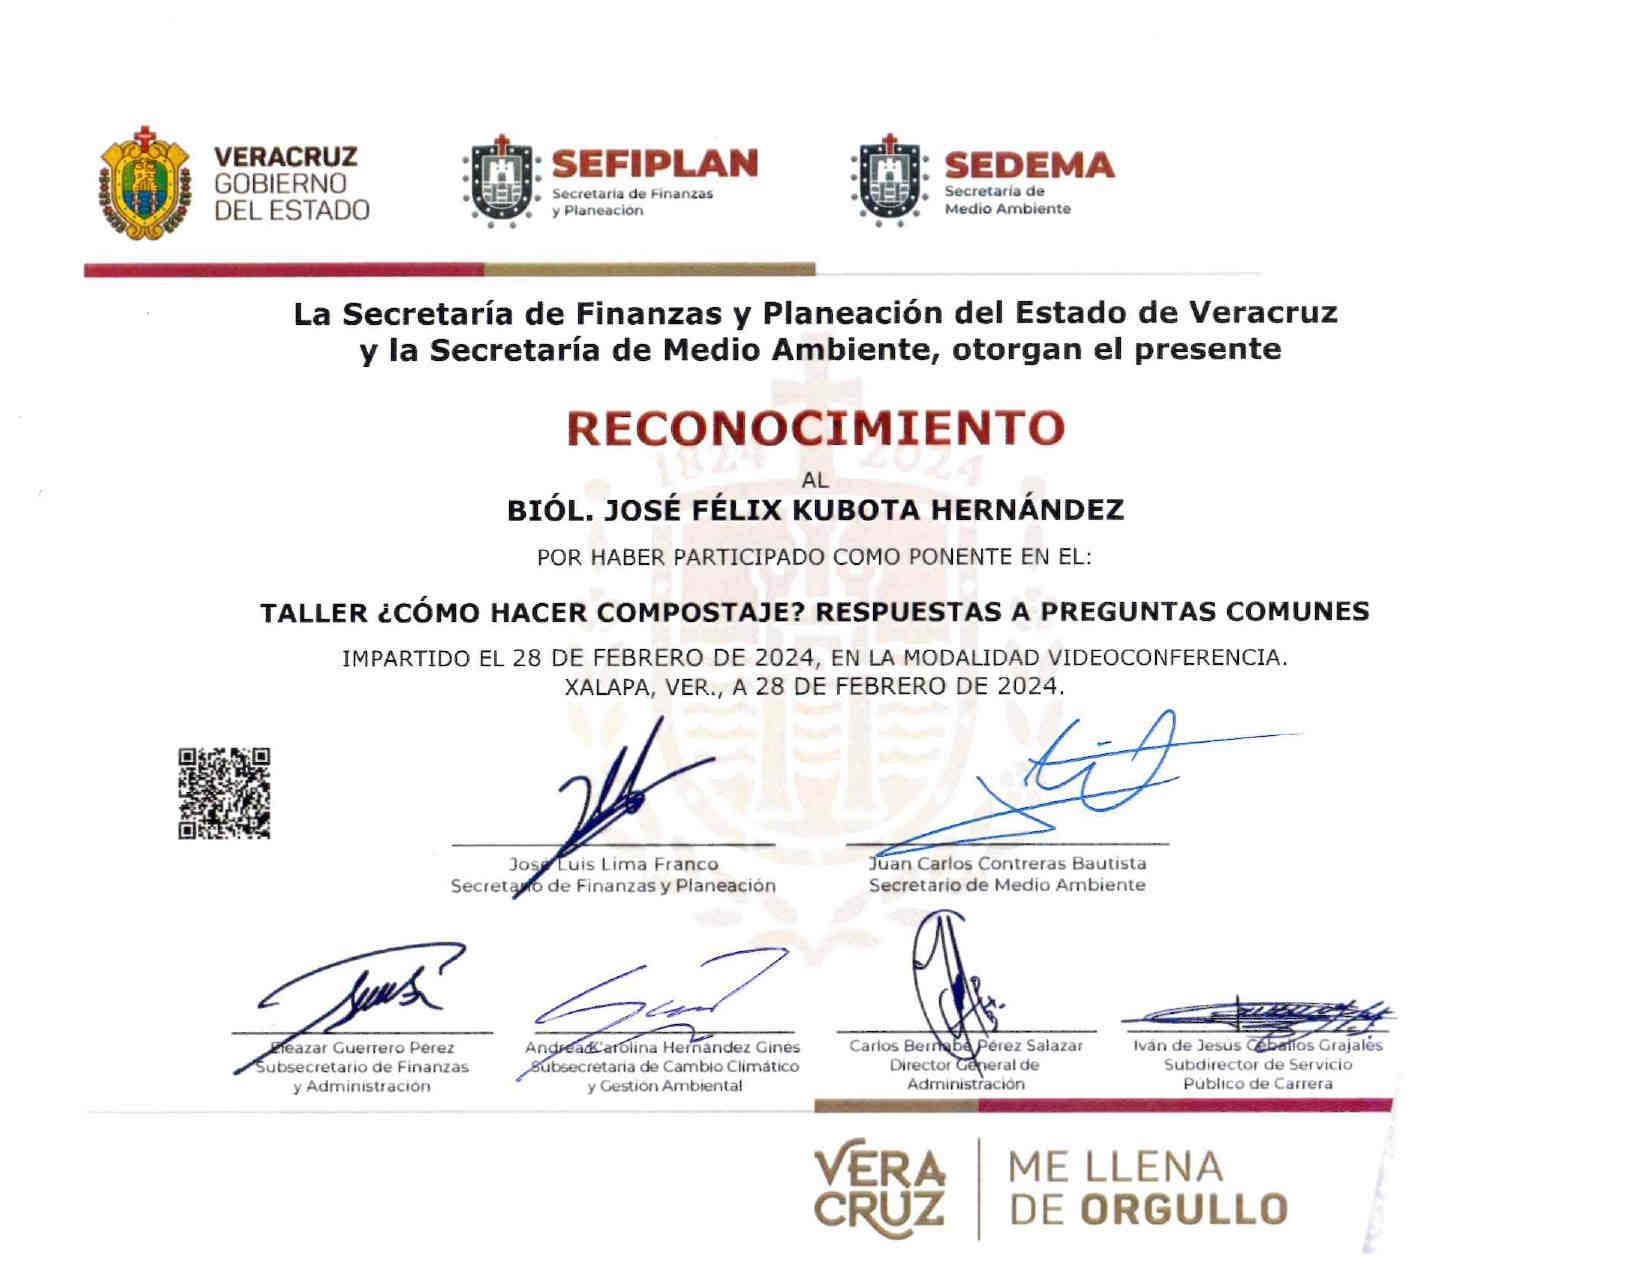 VERACRUZ
GOBIERNO
DEL ESTADO
SEFIPLAN
Secretaría de Finanzas
y Planeación
SEDEMA
Secretaría de
Medio Ambiente
La Secretaría de Finanzas y Planeación del Estado de Veracruz
y la Secretaría de Medio Ambiente, otorgan el presente
RECONOCIMIENTO
1824 2024
AL
BIÓL. JOSÉ FÉLIX KUBOTA HERNÁNDEZ
POR HABER PARTICIPADO COMO PONENTE EN EL:
TALLER ¿CÓMO HACER COMPOSTAJE? RESPUESTAS A PREGUNTAS COMUNES
IMPARTIDO EL 28 DE FEBRERO DE 2024, EN LA MODALIDAD VIDEOCONFERENCIA.
XALAPA, VER., A 28 DE FEBRERO DE 2024.
José Luis Lima Franco
Secretario de Finanzas y Planeación
Juan Carlos Contreras Bautista
Secretario de Medio Ambiente
Eleazar Guerrero Pérez
Subsecretario de Finanzas
y Administración
Andrea Karolina Hernández Ginés
Subsecretaria de Cambio Climático
y Gestión Ambiental
Carlos Bernabé Pérez Salazar
Director General de
Administración
Iván de Jesús Ceballos Grajales
Subdirector de Servicio
Público de Carrera
VERA
CRUZ
ME LLENA
DE ORGULLO